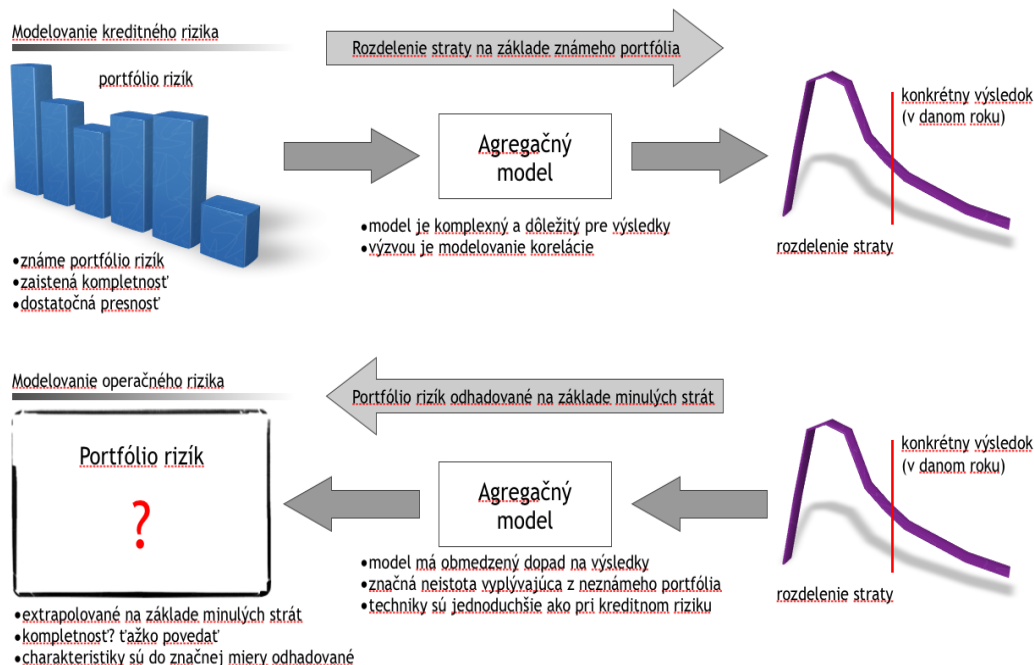 Modelovanie kreditného rizika
Rozdelenie straty na základe známeho portfólia
portfólio rizík
Agregačný
model
konkrétny výsledok
(v danom roku)
•model je komplexný a dôležitý pre výsledky
•výzvou je modelovanie korelácie
rozdelenie straty
•známe portfólio rizík
•zaistená kompletnosť
•dostatočná presnosť
Modelovanie operačného rizika
Portfólio rizík odhadované na základe minulých strát
Portfólio rizík
?
Agregačný
model
konkrétny výsledok
(v danom roku)
•model má obmedzený dopad na výsledky
•značná neistota vyplývajúca z neznámeho portfólia
•techniky sú jednoduchšie ako pri kreditnom riziku
rozdelenie straty
•extrapolované na základe minulých strát
•kompletnosť? ťažko povedať
•charakteristiky sú do značnej miery odhadované